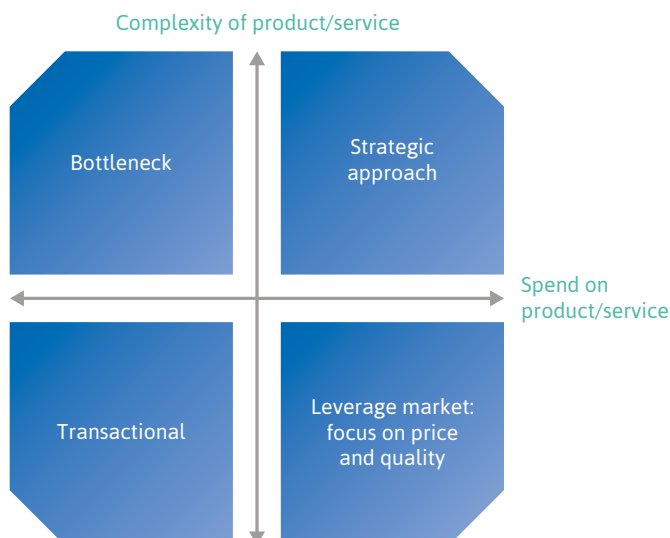 Complexity of product/service
Bottleneck
Strategic
approach
Spend on
product/service
Transactional
Leverage market:
focus on price
and quality